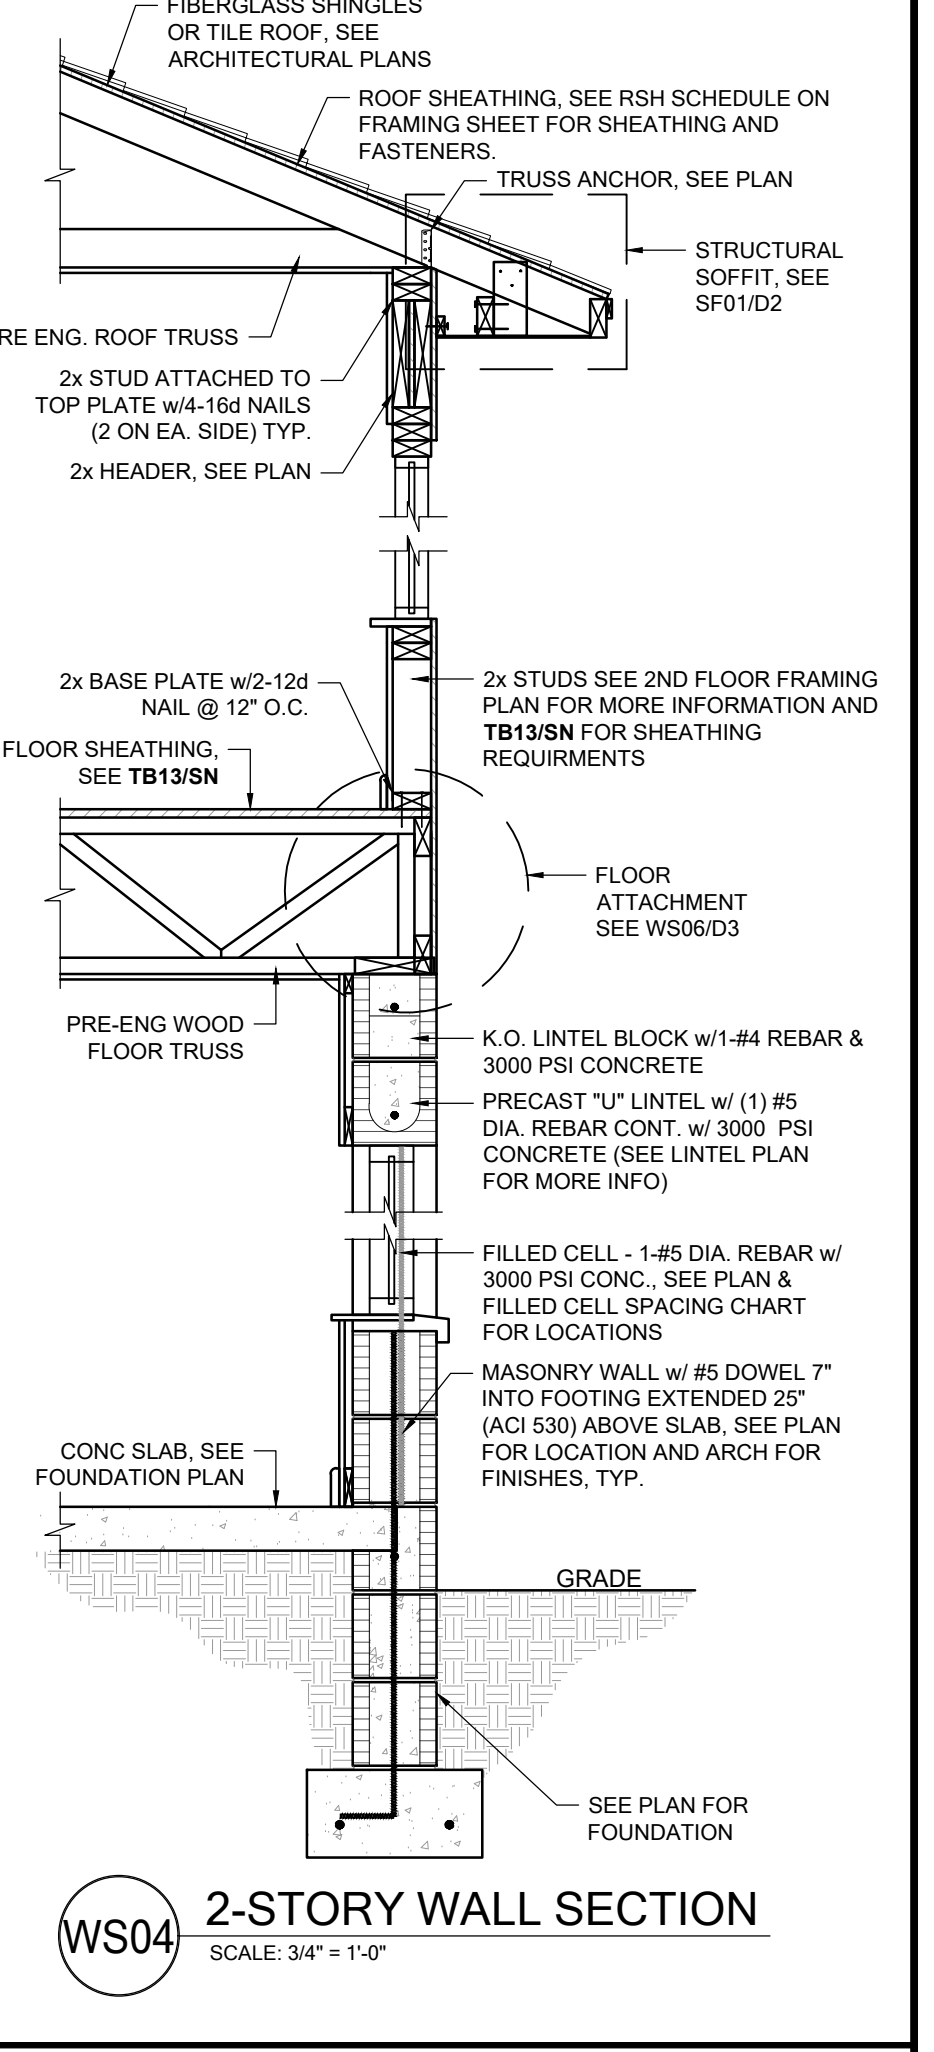 FIBERGLASS SHINGLES
OR TILE ROOF, SEE
ARCHITECTURAL PLANS
ROOF SHEATHING, SEE RSH SCHEDULE ON
FRAMING SHEET FOR SHEATHING AND
FASTENERS.
TRUSS ANCHOR, SEE PLAN
STRUCTURAL
SOFFIT, SEE
SF01/D2
RE ENG. ROOF TRUSS
2x STUD ATTACHED TO
TOP PLATE w/4-16d NAILS
(2 ON EA. SIDE) TYP.
2x HEADER, SEE PLAN
2x BASE PLATE w/2-12d
NAIL @ 12" O.C.
2x STUDS SEE 2ND FLOOR FRAMING
PLAN FOR MORE INFORMATION AND
TB13/SN FOR SHEATHING
REQUIRMENTS
FLOOR SHEATHING,
SEE TB13/SN
FLOOR
ATTACHMENT
SEE WS06/D3
PRE-ENG WOOD
FLOOR TRUSS
K.O. LINTEL BLOCK w/1-#4 REBAR &
3000 PSI CONCRETE
PRECAST "U" LINTEL w/ (1) #5
DIA. REBAR CONT. w/ 3000 PSI
CONCRETE (SEE LINTEL PLAN
FOR MORE INFO)
FILLED CELL - 1-#5 DIA. REBAR w/
3000 PSI CONC., SEE PLAN &
FILLED CELL SPACING CHART
FOR LOCATIONS
MASONRY WALL w/ #5 DOWEL 7"
INTO FOOTING EXTENDED 25"
(ACI 530) ABOVE SLAB, SEE PLAN
FOR LOCATION AND ARCH FOR
FINISHES, TYP.
CONC SLAB, SEE
FOUNDATION PLAN
GRADE
SEE PLAN FOR
FOUNDATION
WS04
2-STORY WALL SECTION
SCALE: 3/4" = 1'-0"